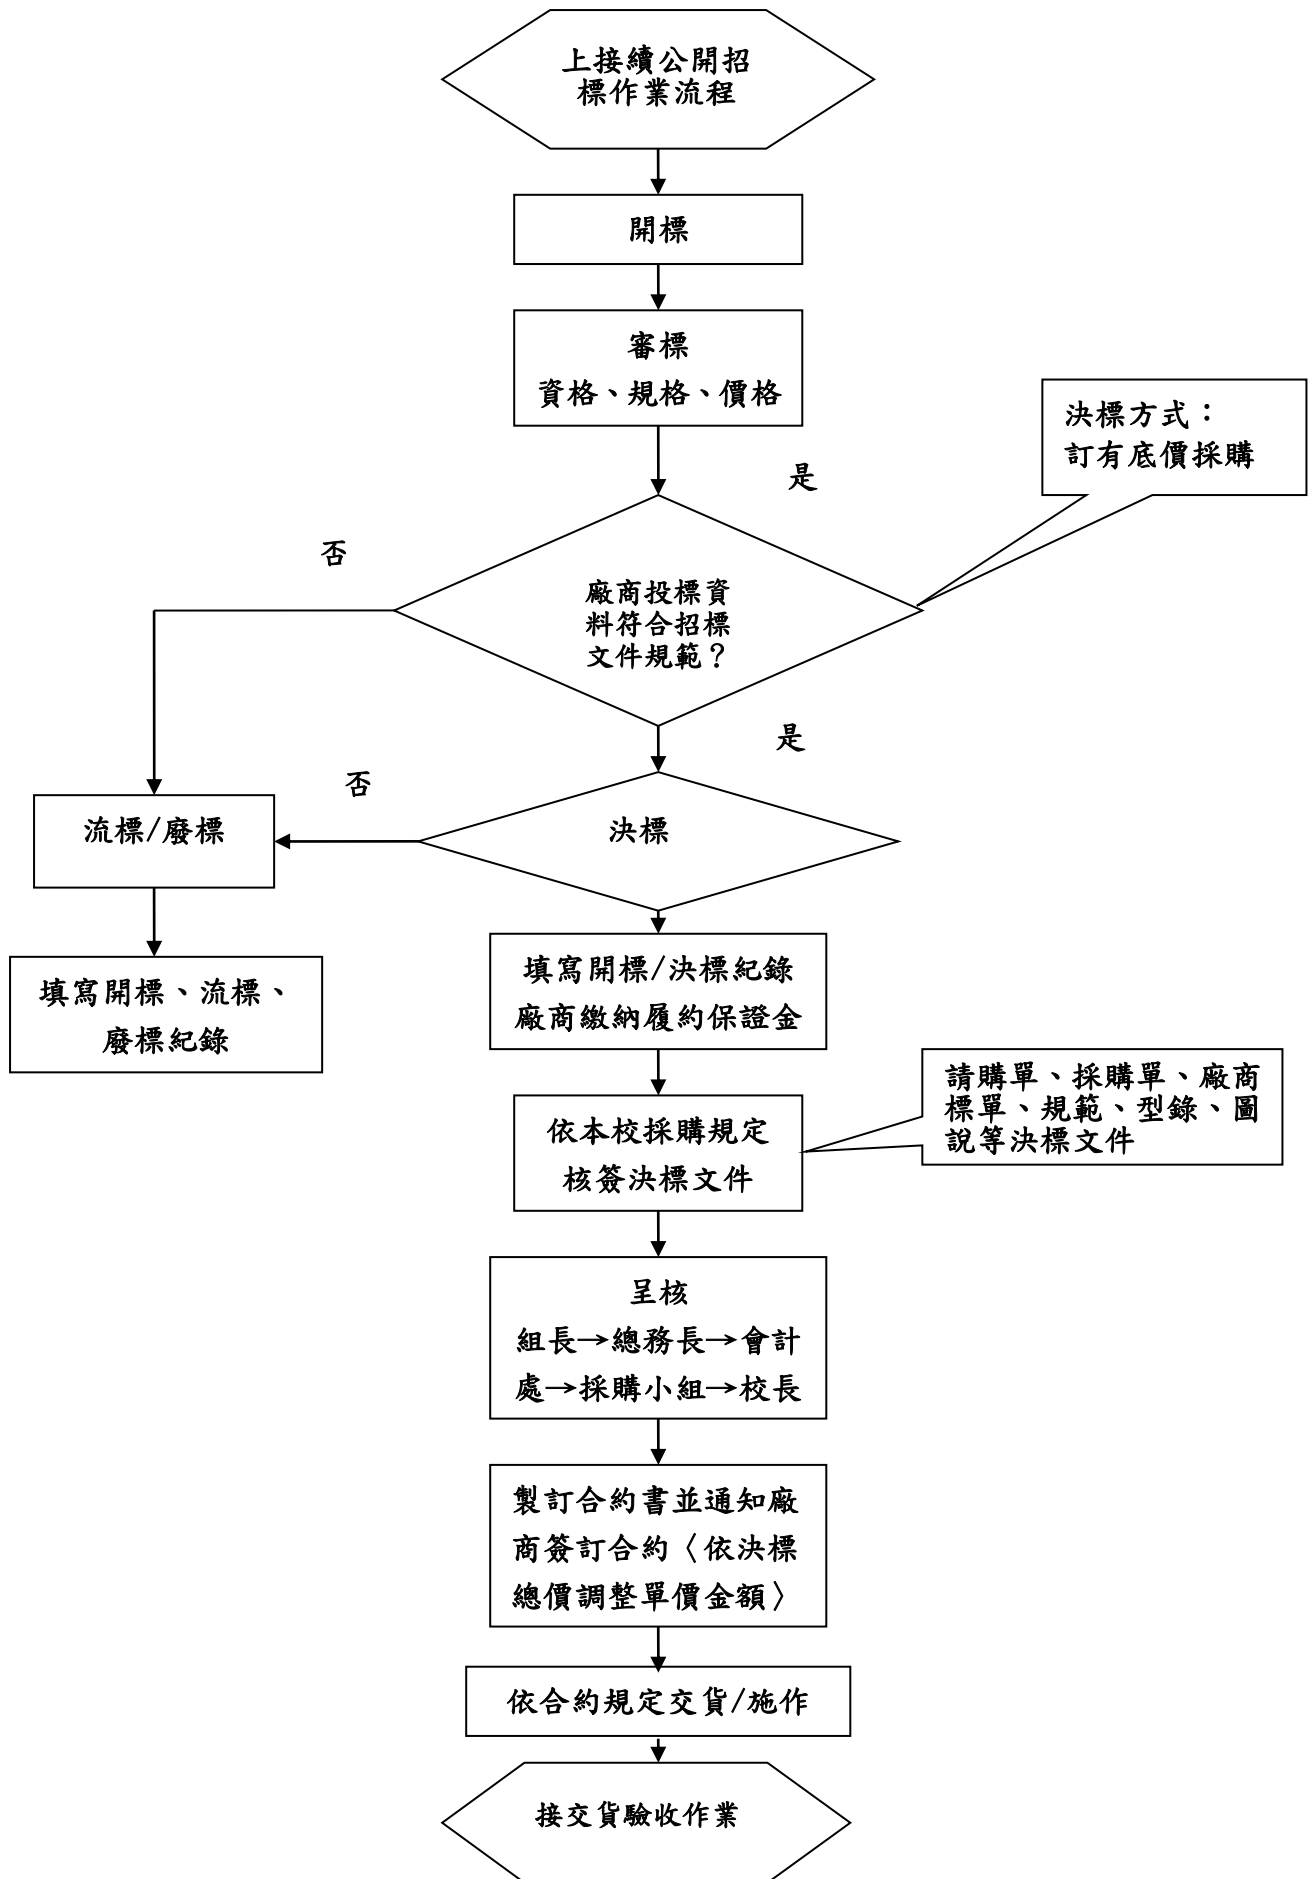 上接續公開招
標作業流程
開標
審標
資格、規格、價格
決標方式：
訂有底價採購
是
否
廠商投標資
料符合招標
文件規範？
是
否
流標/廢標
決標
填寫開標、流標、
廢標紀錄
填寫開標/決標紀錄
廠商繳納履約保證金
請購單、採購單、廠商
標單、規範、型錄、圖
說等決標文件
依本校採購規定
核簽決標文件
呈核
組長→總務長→會計
處→採購小組→校長
製訂合約書並通知廠
商簽訂合約〈依決標
總價調整單價金額〉
依合約規定交貨/施作
接交貨驗收作業